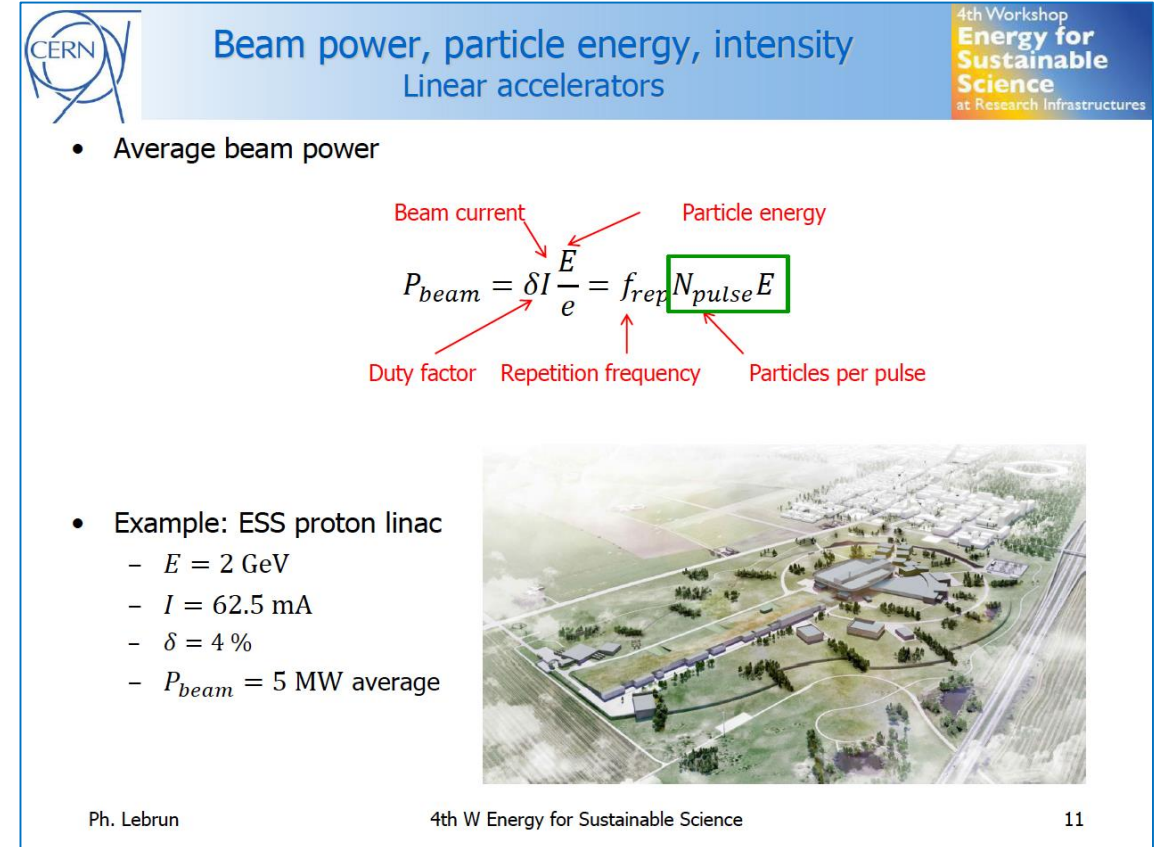 CERN
Beam power, particle energy, intensity
Linear accelerators
4th Workshop
Energy for
Sustainable
Science
at Research Infrastructures
• Average beam power
Beam current
Particle energy
P_beam = δI E/e = f_rep N_pulse E
Duty factor
Repetition frequency
Particles per pulse
• Example: ESS proton linac
– E = 2 GeV
– I = 62.5 mA
– δ = 4 %
– P_beam = 5 MW average
Ph. Lebrun
4th W Energy for Sustainable Science
11